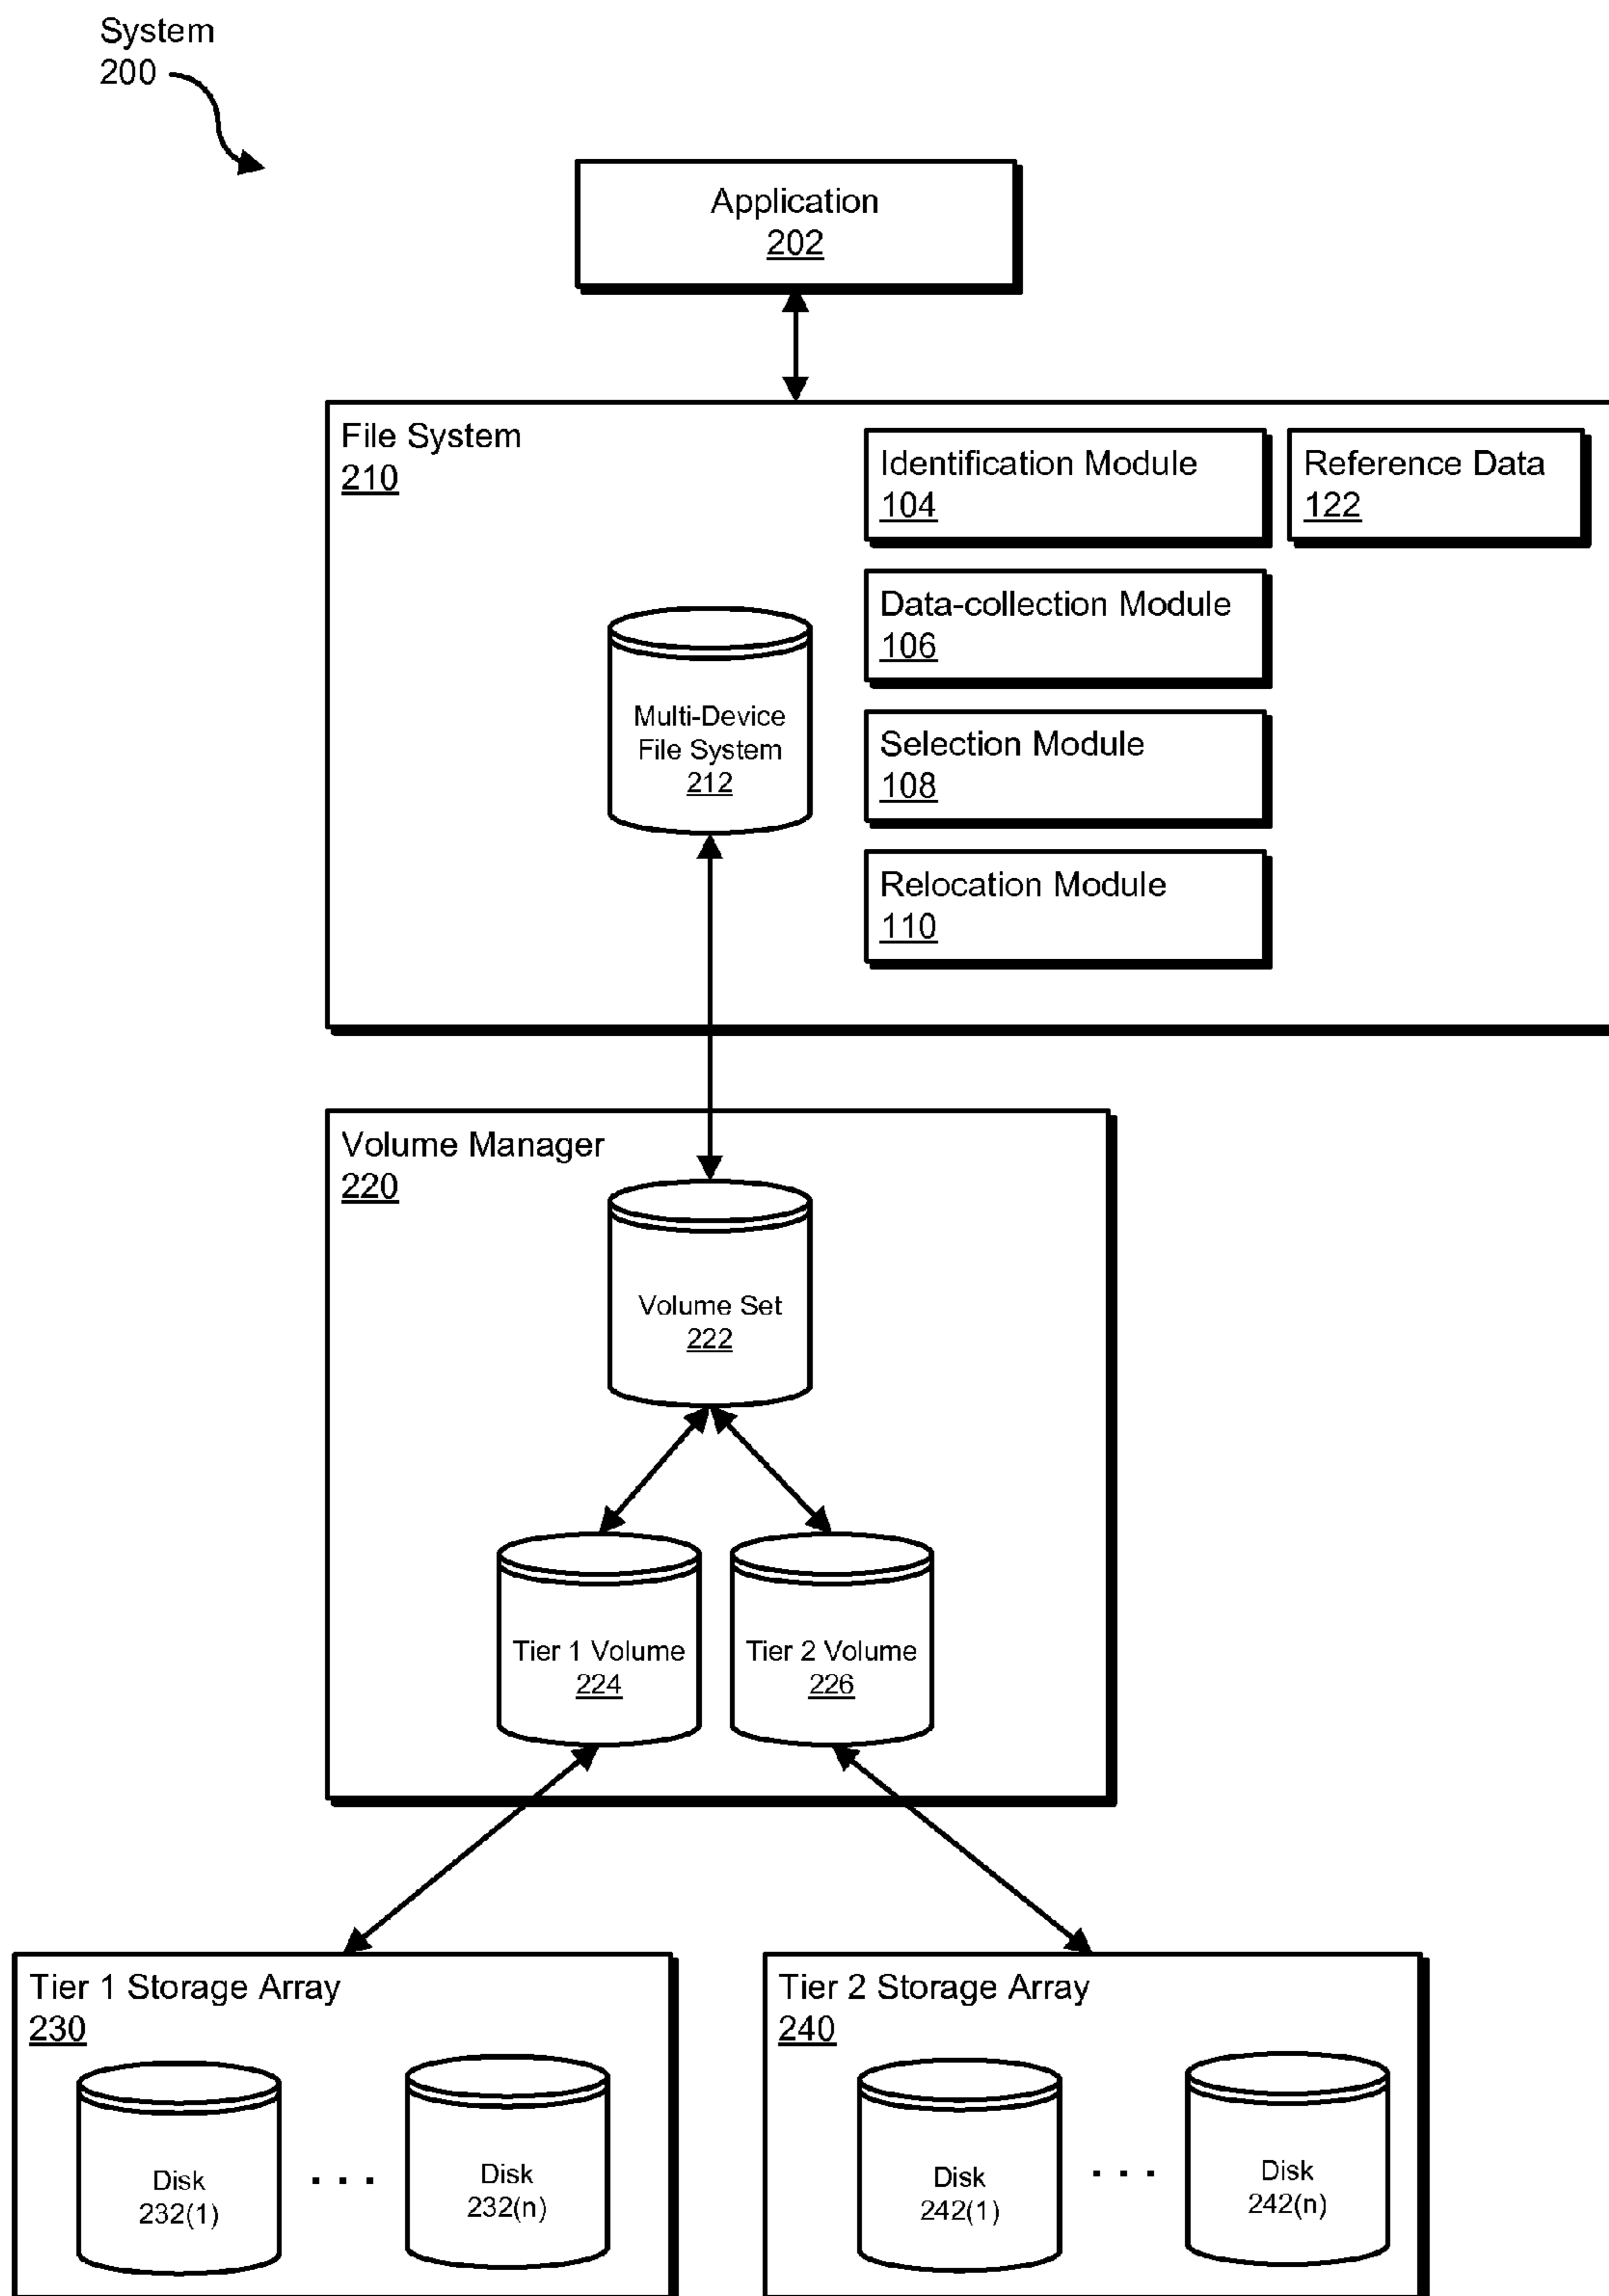 System
200
Application
202
File System
210
Identification Module
104
Reference Data
122
Data-collection Module
106
Multi-Device
File System
212
Selection Module
108
Relocation Module
110
Volume Manager
220
Volume Set
222
Tier 1 Volume
224
Tier 2 Volume
226
Tier 1 Storage Array
230
Disk
232(1)
. . .
Disk
232(n)
Tier 2 Storage Array
240
Disk
242(1)
. . .
Disk
242(n)